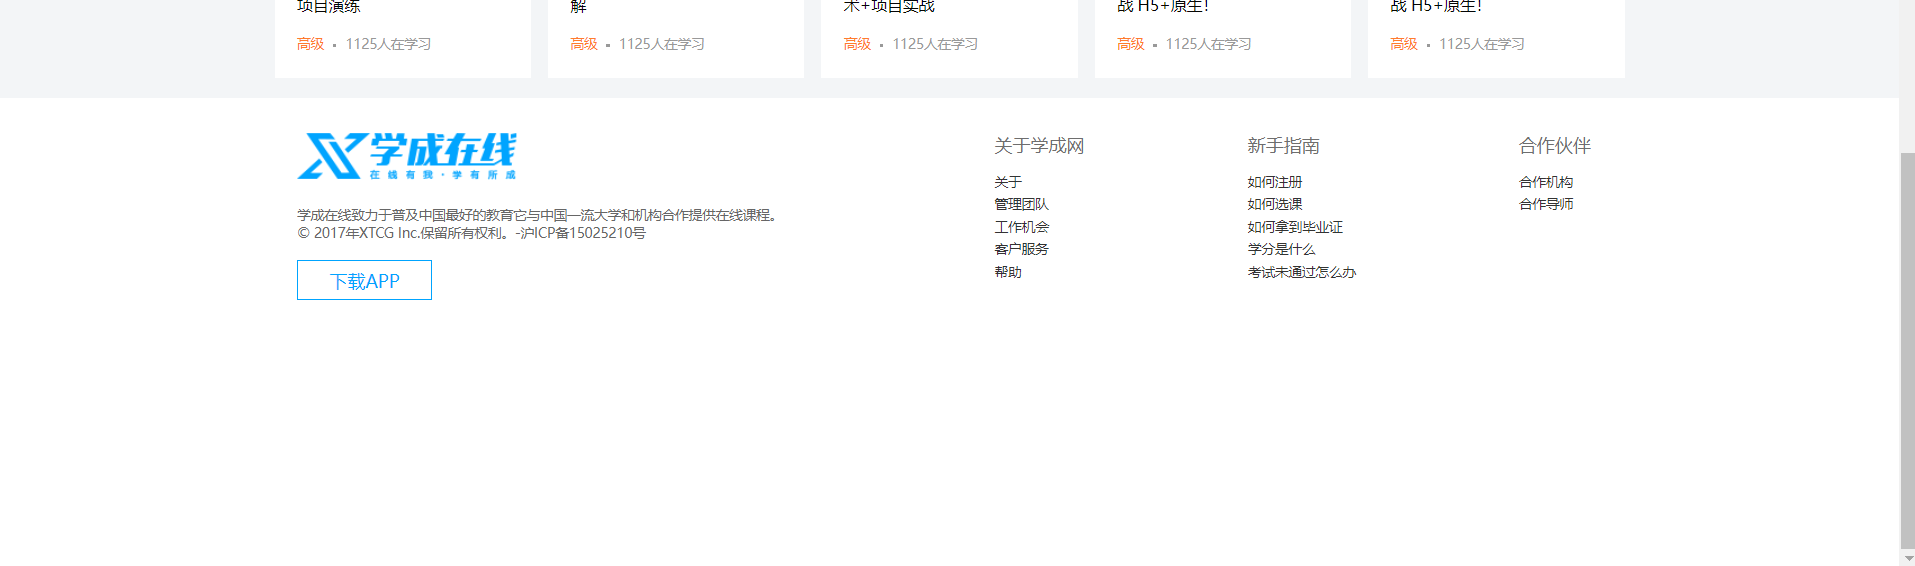 项目演练
解
术+项目实战
战 H5+原生!
战 H5+原生!
高级 ▪ 1125人在学习
高级 ▪ 1125人在学习
高级 ▪ 1125人在学习
高级 ▪ 1125人在学习
高级 ▪ 1125人在学习
学成在线
在线有我·学有所成
学成在线致力于普及中国最好的教育它与中国一流大学和机构合作提供在线课程。
© 2017年XTCG Inc.保留所有权利。-沪ICP备15025210号
下载APP
关于学成网
关于
管理团队
工作机会
客户服务
帮助
新手指南
如何注册
如何选课
如何拿到毕业证
学分是什么
考试未通过怎么办
合作伙伴
合作机构
合作导师